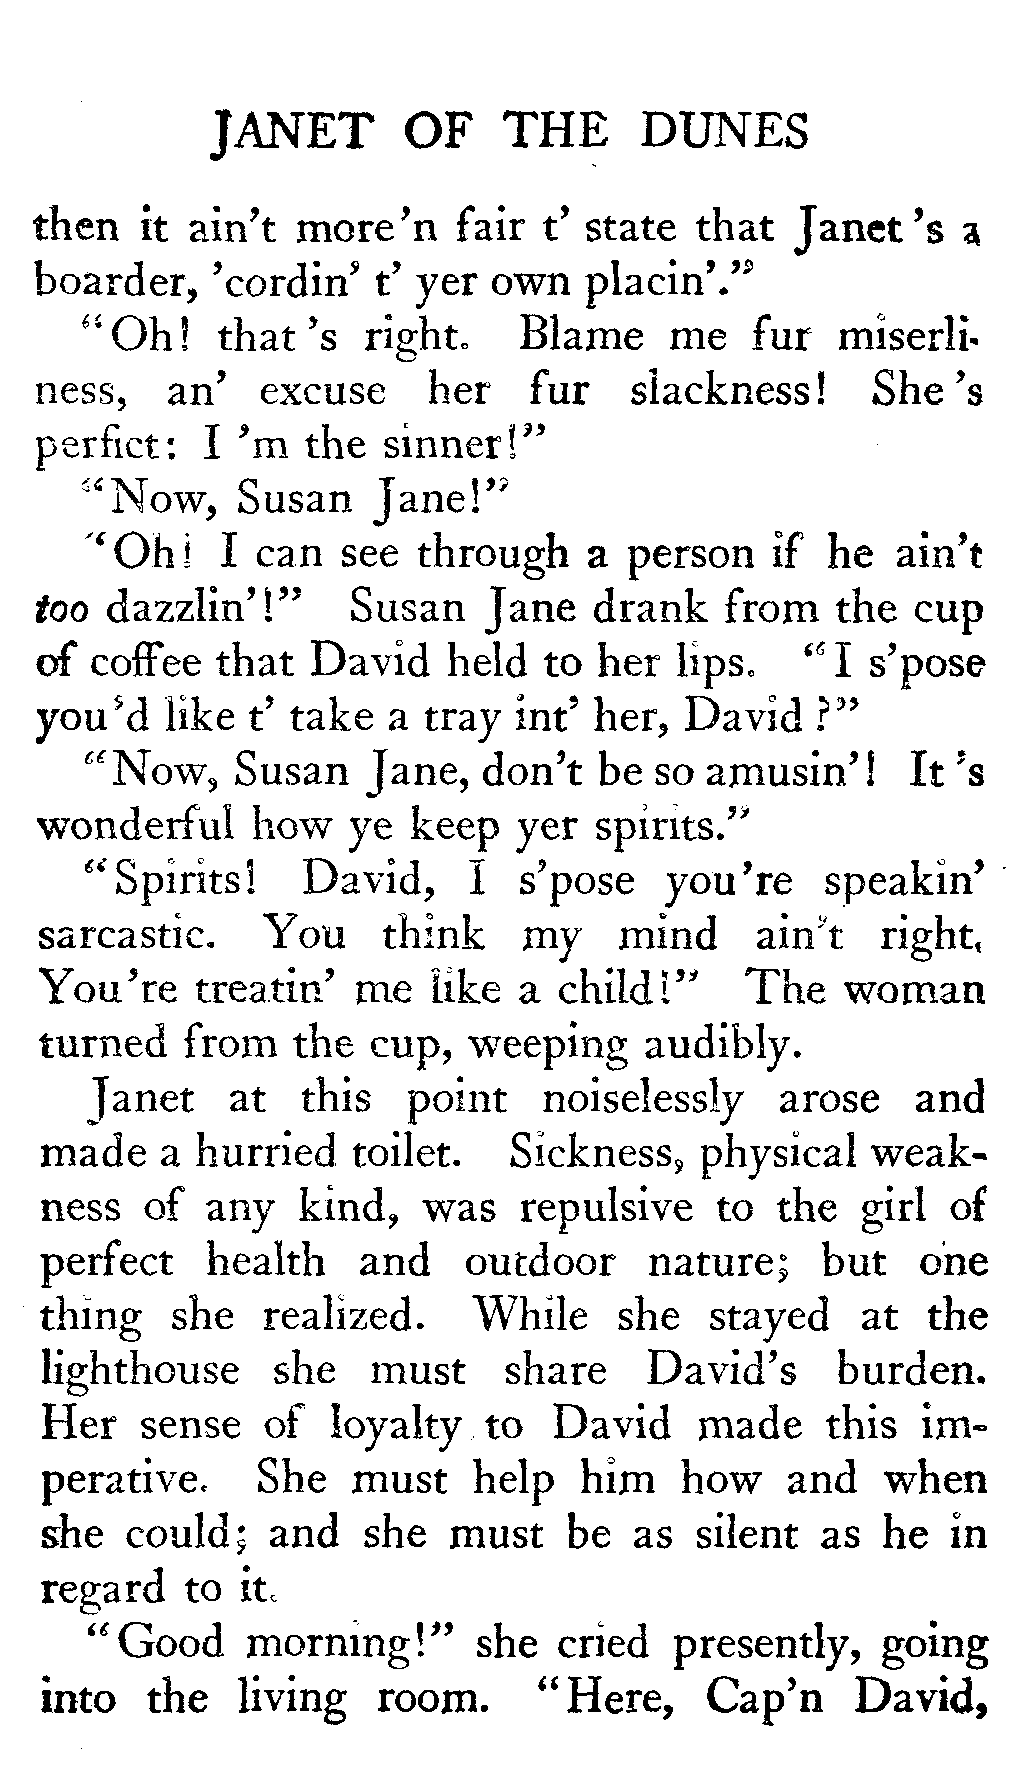 JANET OF THE DUNES
then it ain't more'n fair t' state that Janet 's a
boarder, 'cordin' t' yer own placin'."
"Oh! that 's right. Blame me fur miserli-
ness, an' excuse her fur slackness! She 's
perfict: I 'm the sinner!"
"Now, Susan Jane!"
"Oh! I can see through a person if he ain't
too dazzlin'!" Susan Jane drank from the cup
of coffee that David held to her lips. "I s'pose
you'd like t' take a tray int' her, David?"
"Now, Susan Jane, don't be so amusin'! It 's
wonderful how ye keep yer spirits."
"Spirits! David, I s'pose you're speakin'
sarcastic. You think my mind ain't right.
You're treatin' me like a child!" The woman
turned from the cup, weeping audibly.
Janet at this point noiselessly arose and
made a hurried toilet. Sickness, physical weak-
ness of any kind, was repulsive to the girl of
perfect health and outdoor nature; but one
thing she realized. While she stayed at the
lighthouse she must share David's burden.
Her sense of loyalty to David made this im-
perative. She must help him how and when
she could; and she must be as silent as he in
regard to it.
"Good morning!" she cried presently, going
into the living room. "Here, Cap'n David,